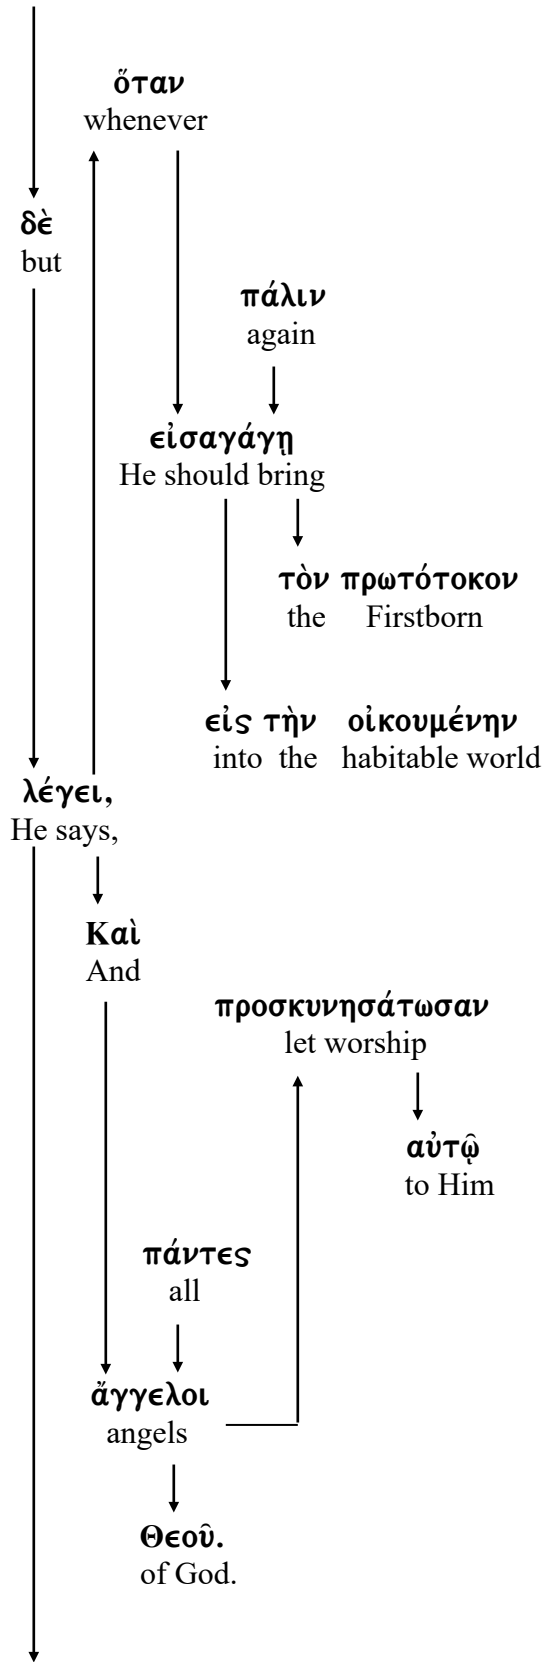 ὅταν
whenever
δὲ
but
πάλιν
again
εἰσαγάγῃ
He should bring
τὸν πρωτότοκον
the Firstborn
εἰς τὴν οἰκουμένην
into the habitable world
λέγει,
He says,
Καὶ
And
προσκυνησάτωσαν
let worship
αὐτῷ
to Him
πάντες
all
ἄγγελοι
angels
Θεοῦ.
of God.